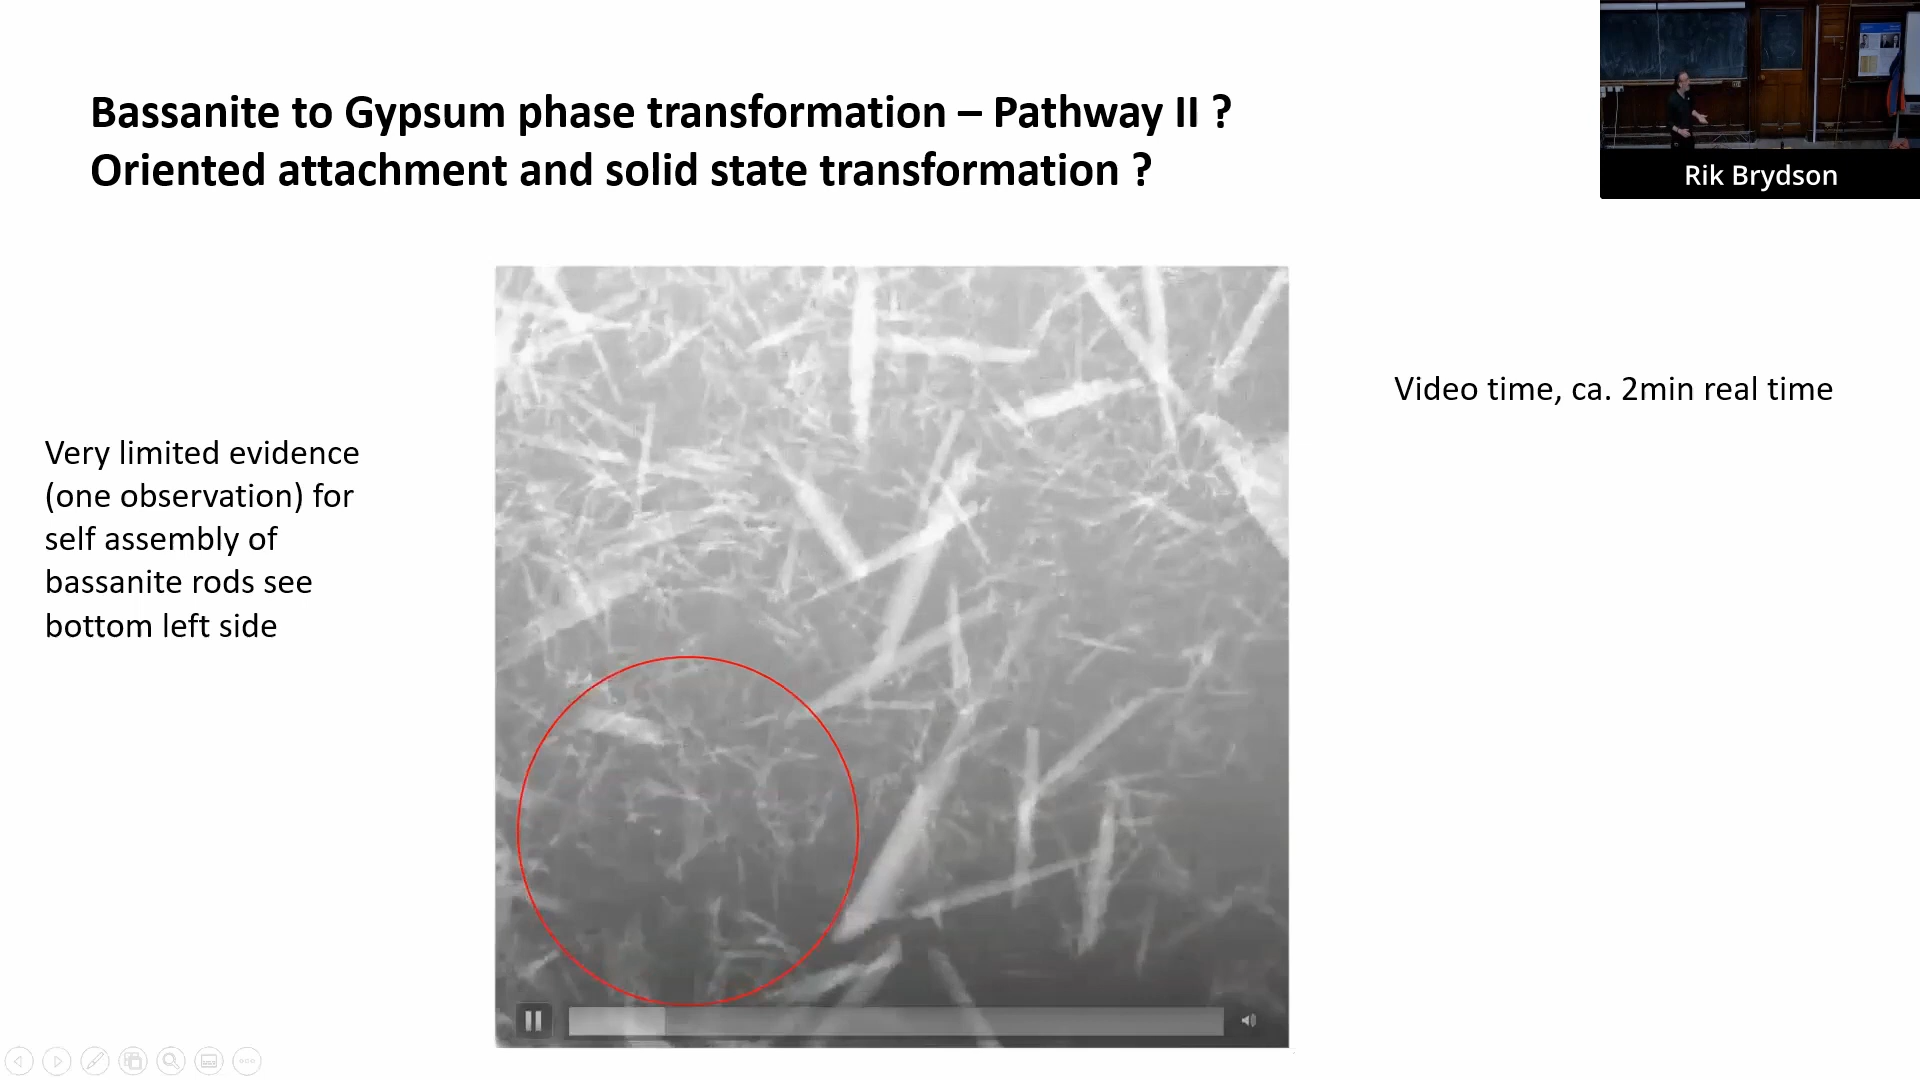 Bassanite to Gypsum phase transformation – Pathway II ?
Oriented attachment and solid state transformation ?
Rik Brydson
Video time, ca. 2min real time
Very limited evidence
(one observation) for
self assembly of
bassanite rods see
bottom left side